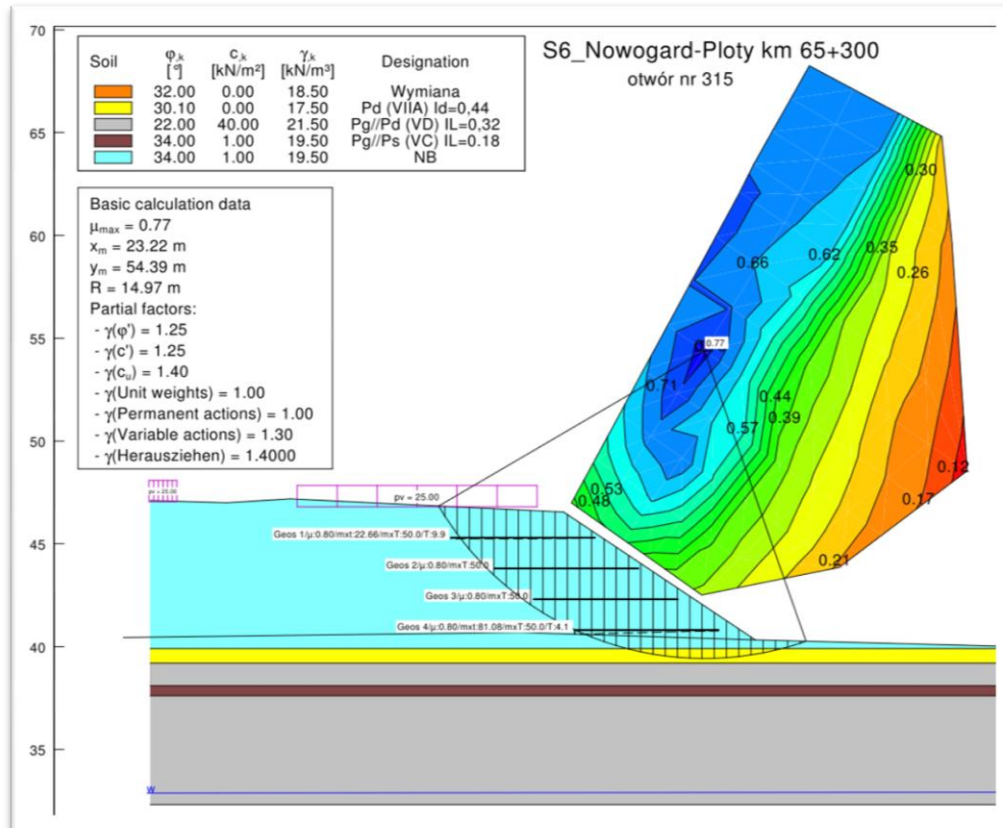 S6_Nowogard-Ploty km 65+300
otwór nr 315
Soil φ,k [°] c,k [kN/m²] γ,k [kN/m³] Designation
32.00 0.00 18.50 Wymiana
30.10 0.00 17.50 Pd (VIIA) Id=0,44
22.00 40.00 21.50 Pg//Pd (VD) IL=0,32
34.00 1.00 19.50 Pg//Ps (VC) IL=0.18
34.00 1.00 19.50 NB
Basic calculation data
μmax = 0.77
xm = 23.22 m
ym = 54.39 m
R = 14.97 m
Partial factors:
- γ(φ') = 1.25
- γ(c') = 1.25
- γ(cu) = 1.40
- γ(Unit weights) = 1.00
- γ(Permanent actions) = 1.00
- γ(Variable actions) = 1.30
- γ(Herausziehen) = 1.4000
70
65
60
55
50
45
40
35
0.30
0.35
0.62
0.66
0.26
0.77
0.71
0.44
0.39
0.57
0.12
0.53
0.48
0.17
0.21
pv = 25.00
pv = 25.00
Geos 1/μ:0.80/mxt:22.66/mxT:50.0/T:9.9
Geos 2/μ:0.80/mxT:50.0
Geos 3/μ:0.80/mxT:50.0
Geos 4/μ:0.80/mxt:81.08/mxT:50.0/T:4.1
w